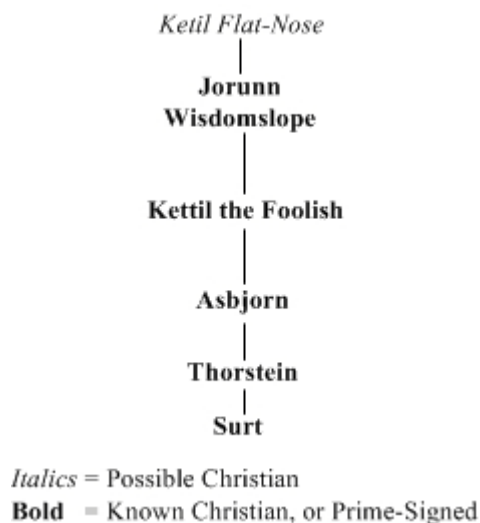 Ketil Flat-Nose
Jorunn
Wisdomslope
Kettil the Foolish
Asbjorn
Thorstein
Surt
Italics = Possible Christian
Bold = Known Christian, or Prime-Signed